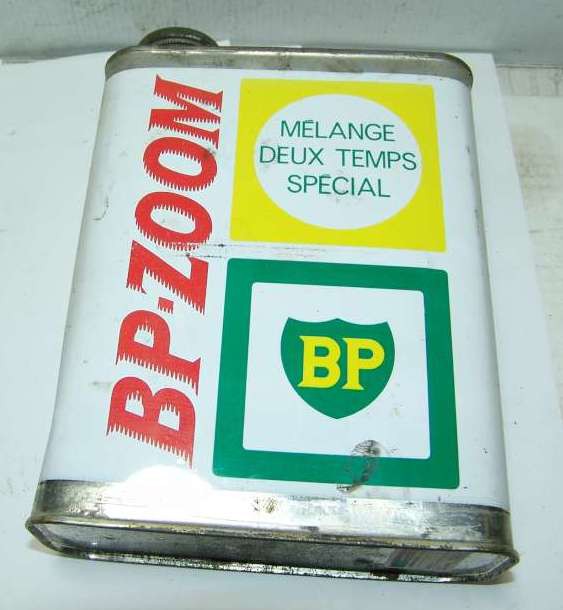 BP-ZOOM
MÉLANGE
DEUX TEMPS
SPÉCIAL
BP